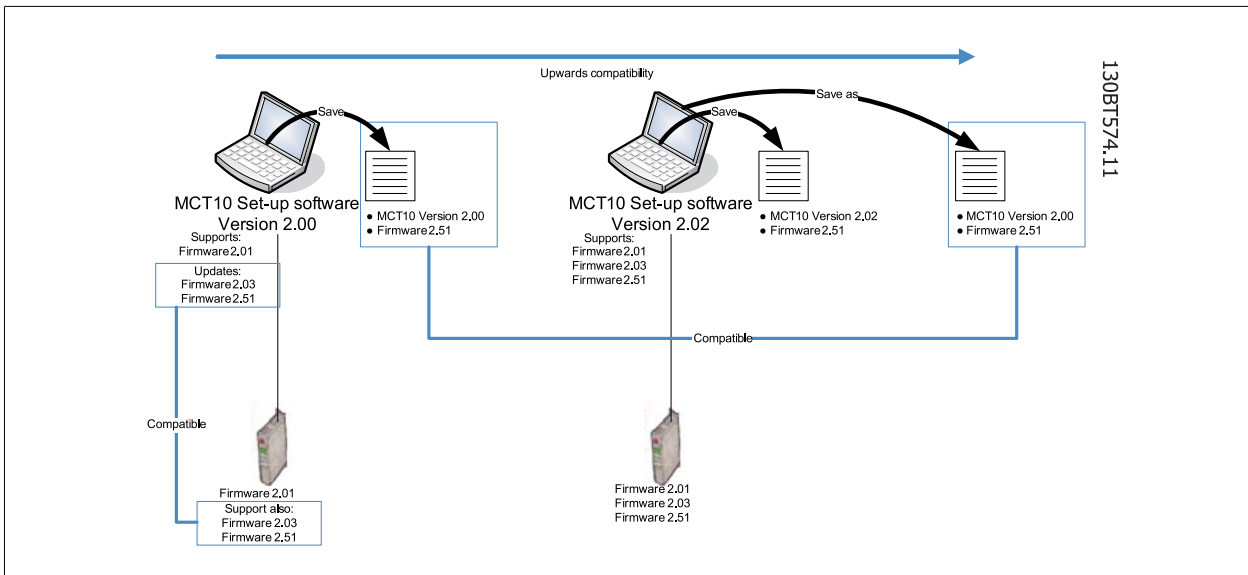 Upwards compatibility
130BT574.11
Save
MCT10 Set-up software
Version 2.00
● MCT10 Version 2.00
● Firmware 2.51
Supports:
Firmware 2.01
Updates:
Firmware 2.03
Firmware 2.51
Compatible
Firmware 2.01
Support also:
Firmware 2.03
Firmware 2.51
Save
Save as
MCT10 Set-up software
Version 2.02
● MCT10 Version 2.02
● Firmware 2.51
● MCT10 Version 2.00
● Firmware 2.51
Supports:
Firmware 2.01
Firmware 2.03
Firmware 2.51
Compatible
Firmware 2.01
Firmware 2.03
Firmware 2.51